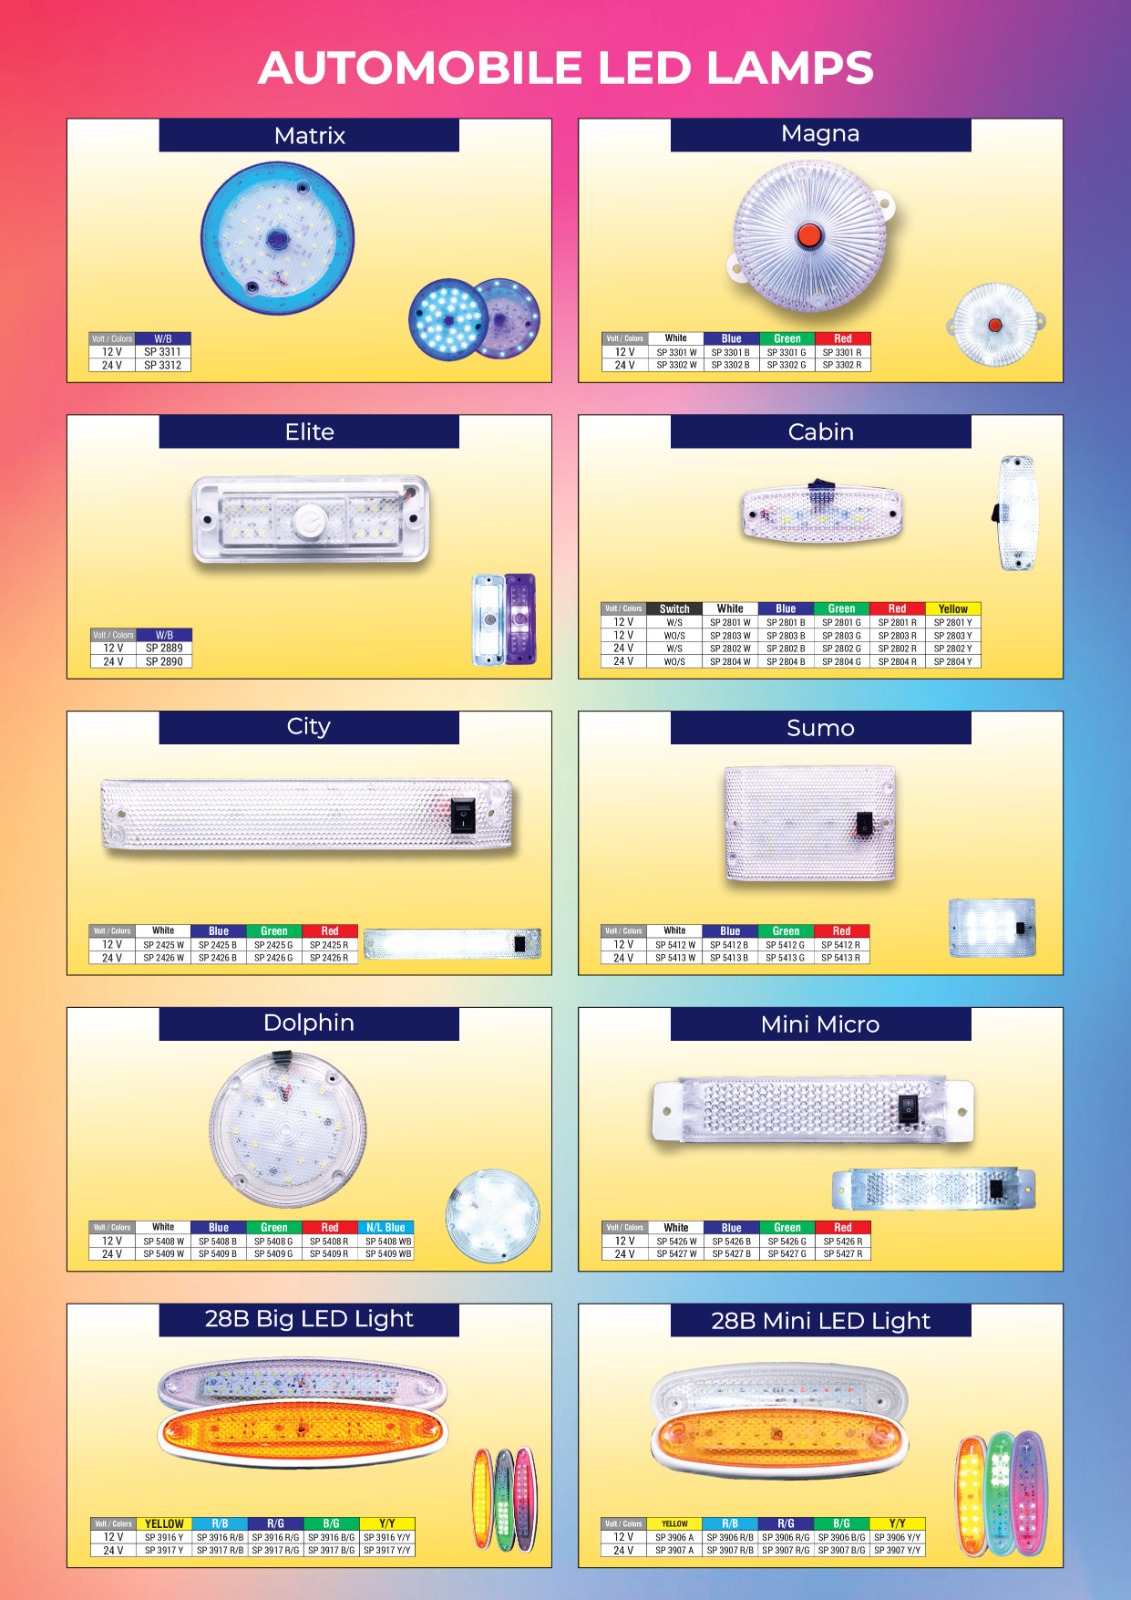 AUTOMOBILE LED LAMPS
Matrix
Volt / Colors W/B
12 V SP 3311
24 V SP 3312
Magna
Volt / Colors White Blue Green Red
12 V SP 3301 W SP 3301 B SP 3301 G SP 3301 R
24 V SP 3302 W SP 3302 B SP 3302 G SP 3302 R
Elite
Volt / Colors W/B
12 V SP 2889
24 V SP 2890
Cabin
Volt / Colors Switch White Blue Green Red Yellow
12 V W/S SP 2801 W SP 2801 B SP 2801 G SP 2801 R SP 2801 Y
12 V WO/S SP 2803 W SP 2803 B SP 2803 G SP 2803 R SP 2803 Y
24 V W/S SP 2802 W SP 2802 B SP 2802 G SP 2802 R SP 2802 Y
24 V WO/S SP 2804 W SP 2804 B SP 2804 G SP 2804 R SP 2804 Y
City
Volt / Colors White Blue Green Red
12 V SP 2425 W SP 2425 B SP 2425 G SP 2425 R
24 V SP 2426 W SP 2426 B SP 2426 G SP 2426 R
Sumo
Volt / Colors White Blue Green Red
12 V SP 5412 W SP 5412 B SP 5412 G SP 5412 R
24 V SP 5413 W SP 5413 B SP 5413 G SP 5413 R
Dolphin
Volt / Colors White Blue Green Red N/L Blue
12 V SP 5408 W SP 5408 B SP 5408 G SP 5408 R SP 5408 WB
24 V SP 5409 W SP 5409 B SP 5409 G SP 5409 R SP 5409 WB
Mini Micro
Volt / Colors White Blue Green Red
12 V SP 5426 W SP 5426 B SP 5426 G SP 5426 R
24 V SP 5427 W SP 5427 B SP 5427 G SP 5427 R
28B Big LED Light
Volt / Colors YELLOW R/B R/G B/G Y/Y
12 V SP 3916 Y SP 3916 R/B SP 3916 R/G SP 3916 B/G SP 3916 Y/Y
24 V SP 3917 Y SP 3917 R/B SP 3917 R/G SP 3917 B/G SP 3917 Y/Y
28B Mini LED Light
Volt / Colors YELLOW R/B R/G B/G Y/Y
12 V SP 3906 A SP 3906 R/B SP 3906 R/G SP 3906 B/G SP 3906 Y/Y
24 V SP 3907 A SP 3907 R/B SP 3907 R/G SP 3907 B/G SP 3907 Y/Y